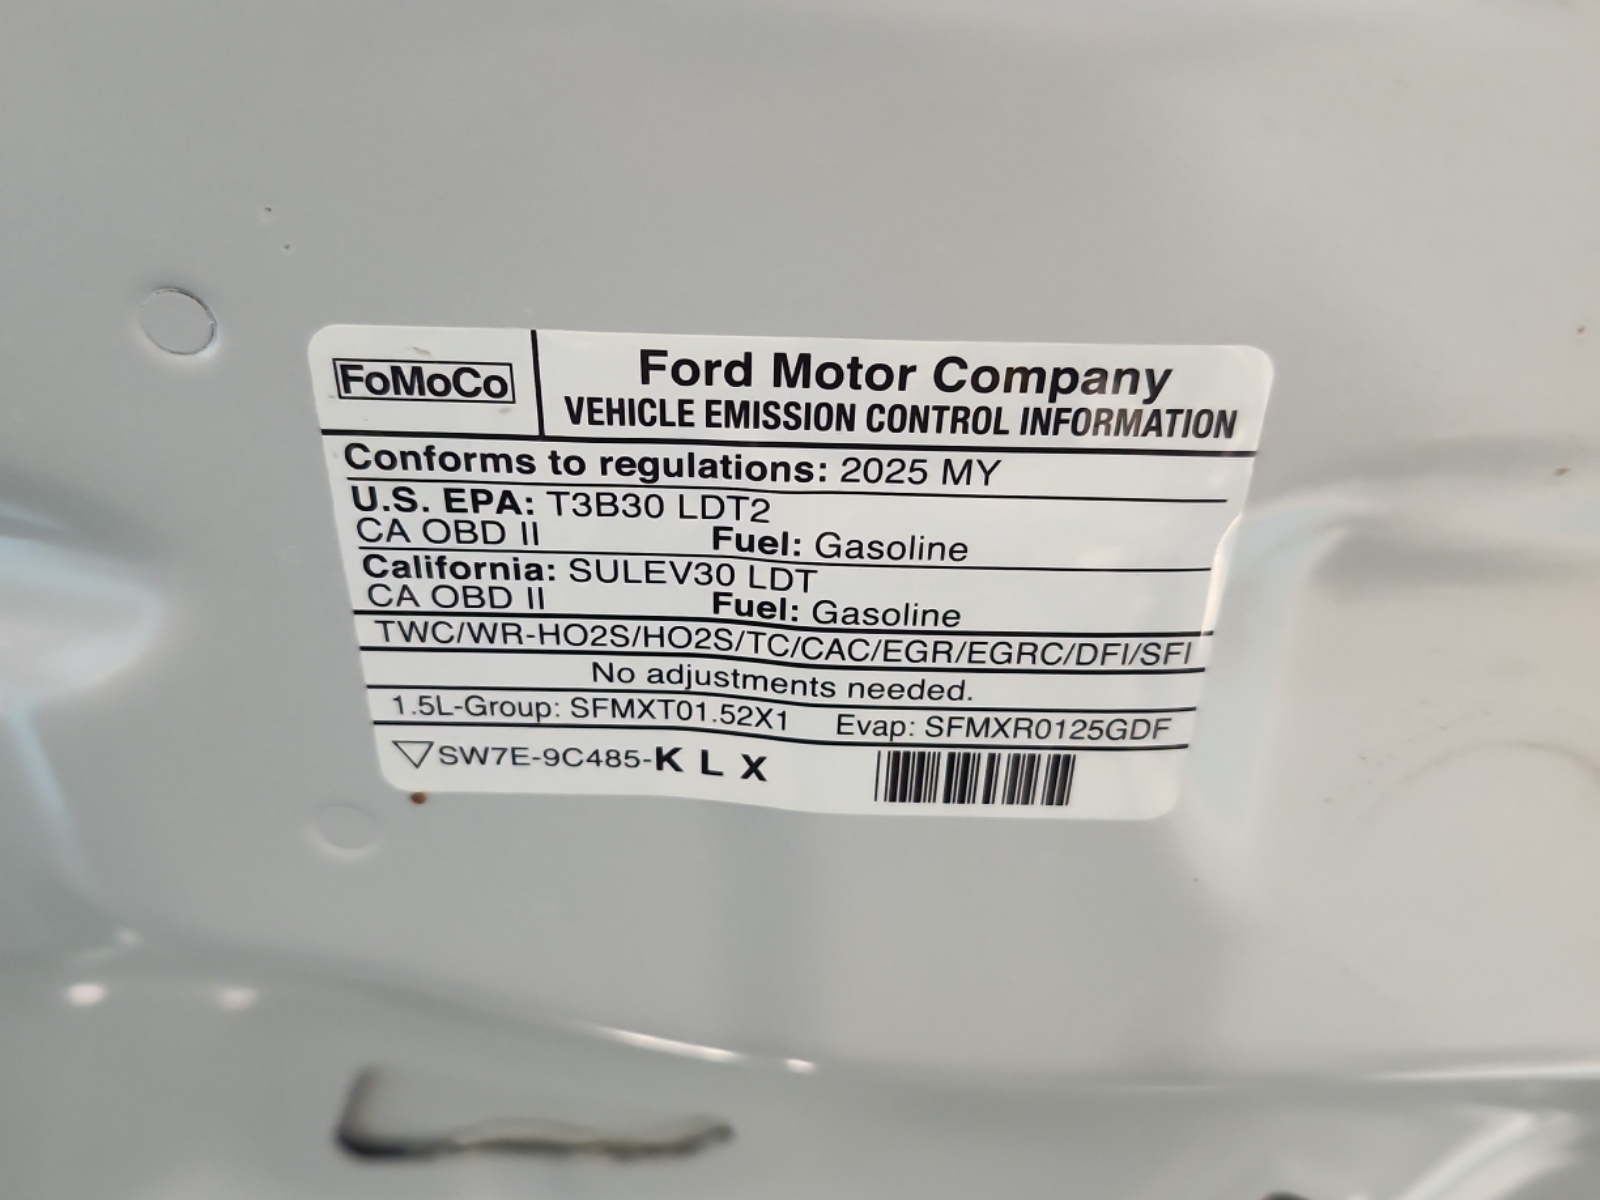 FoMoCo
Ford Motor Company
VEHICLE EMISSION CONTROL INFORMATION
Conforms to regulations: 2025 MY
U.S. EPA: T3B30 LDT2
CA OBD II Fuel: Gasoline
California: SULEV30 LDT
CA OBD II Fuel: Gasoline
TWC/WR-HO2S/HO2S/TC/CAC/EGR/EGRC/DFI/SFI
No adjustments needed.
1.5L-Group: SFMXT01.52X1 Evap: SFMXR0125GDF
SW7E-9C485-K L X